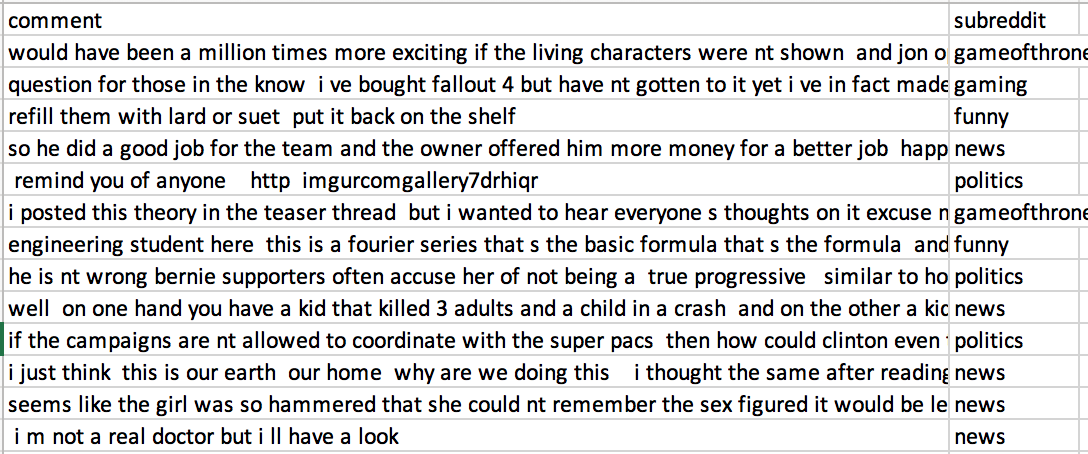 comment subreddit
would have been a million times more exciting if the living characters were nt shown and jon o gameofthrone
question for those in the know i ve bought fallout 4 but have nt gotten to it yet i ve in fact made gaming
refill them with lard or suet put it back on the shelf funny
so he did a good job for the team and the owner offered him more money for a better job happ news
remind you of anyone http imgurcomgallery7drhiqr politics
i posted this theory in the teaser thread but i wanted to hear everyone s thoughts on it excuse n gameofthrone
engineering student here this is a fourier series that s the basic formula that s the formula and funny
he is nt wrong bernie supporters often accuse her of not being a true progressive similar to ho politics
well on one hand you have a kid that killed 3 adults and a child in a crash and on the other a kid news
if the campaigns are nt allowed to coordinate with the super pacs then how could clinton even politics
i just think this is our earth our home why are we doing this i thought the same after reading news
seems like the girl was so hammered that she could nt remember the sex figured it would be le news
i m not a real doctor but i ll have a look news